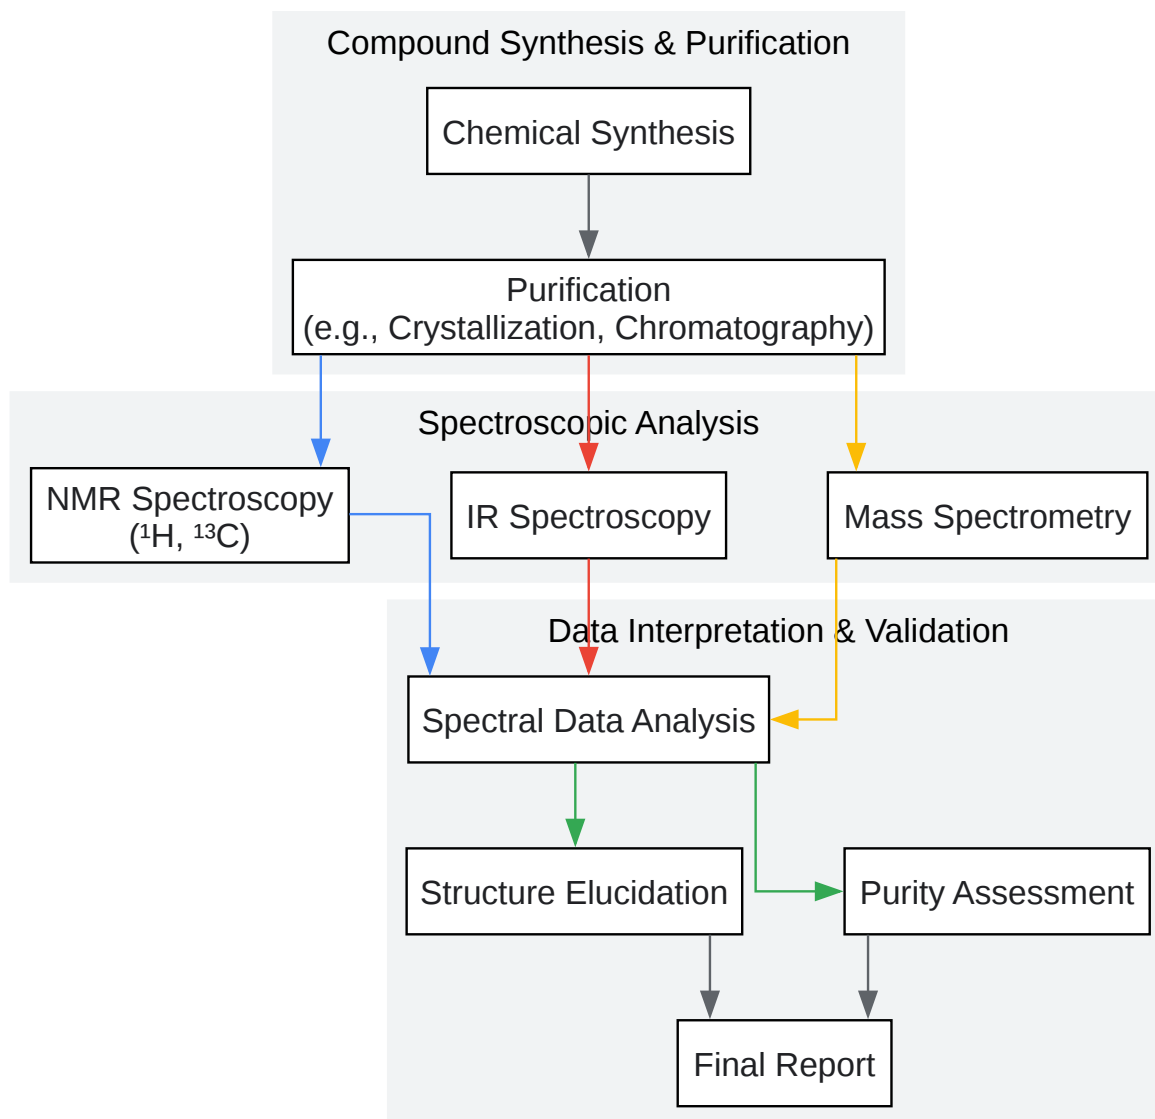 Compound Synthesis & Purification
Chemical Synthesis
Purification
(e.g., Crystallization, Chromatography)
Spectroscopic Analysis
NMR Spectroscopy
(¹H, ¹³C)
IR Spectroscopy
Mass Spectrometry
Data Interpretation & Validation
Spectral Data Analysis
Structure Elucidation
Purity Assessment
Final Report